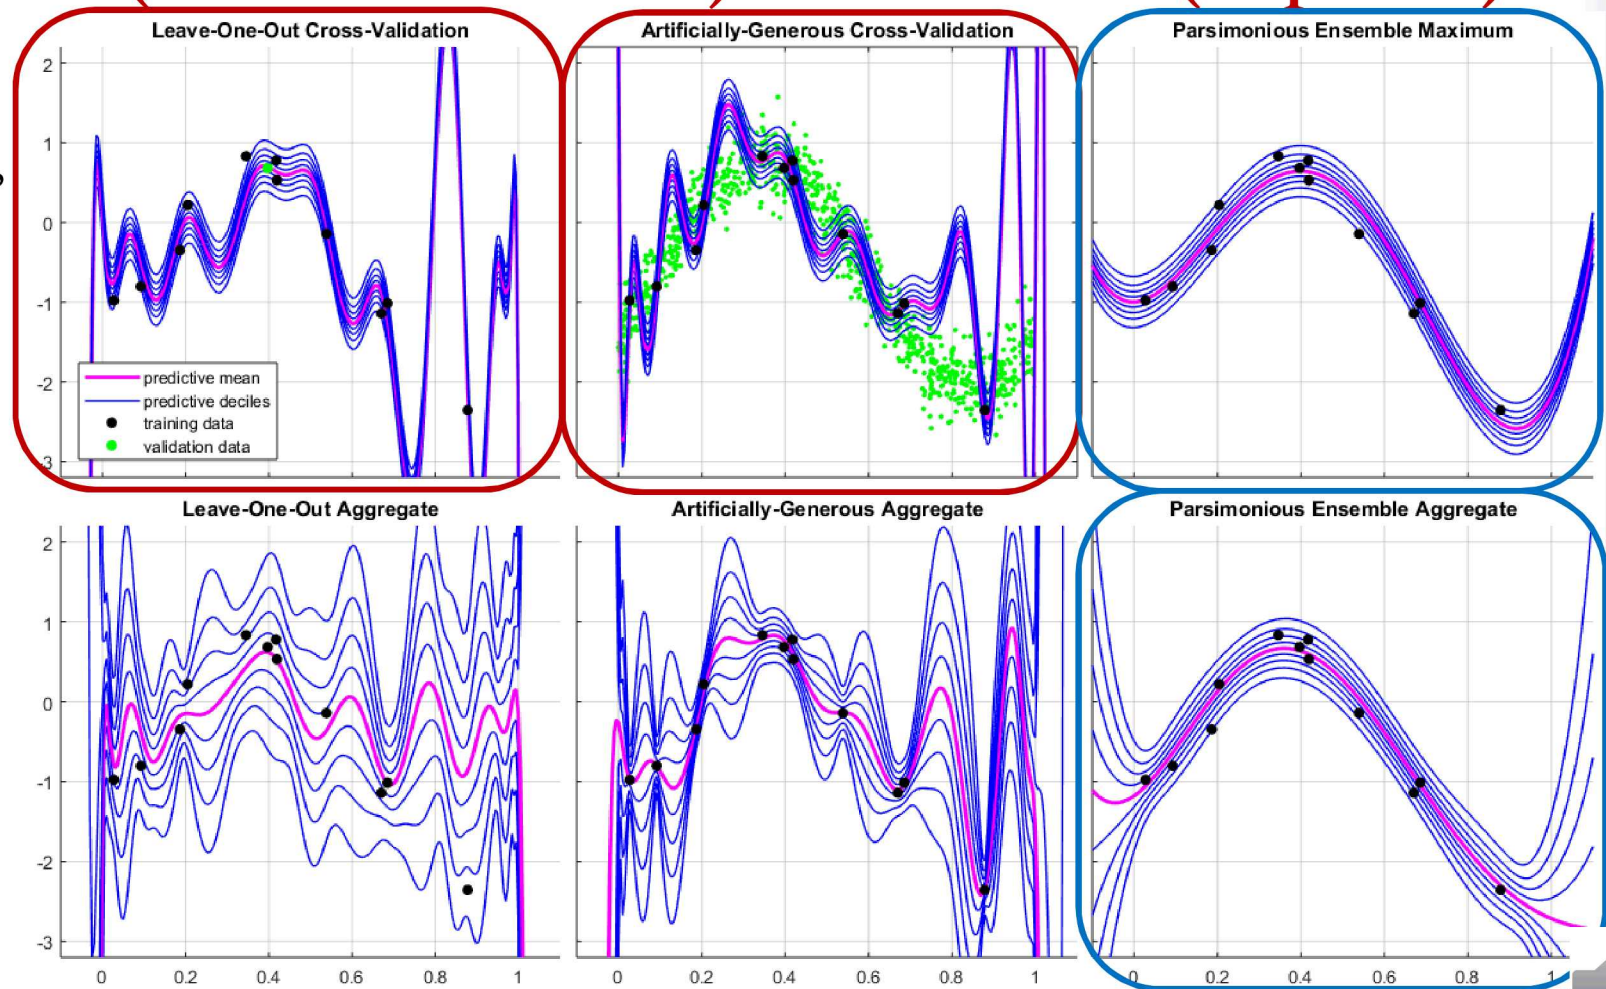 Leave-One-Out Cross-Validation
Artificially-Generous Cross-Validation
Parsimonious Ensemble Maximum
2
1
0
-1
-2
-3
predictive mean
predictive deciles
training data
validation data
Leave-One-Out Aggregate
Artificially-Generous Aggregate
Parsimonious Ensemble Aggregate
2
1
0
-1
-2
-3
0 0.2 0.4 0.6 0.8 1
0 0.2 0.4 0.6 0.8 1
0 0.2 0.4 0.6 0.8 1